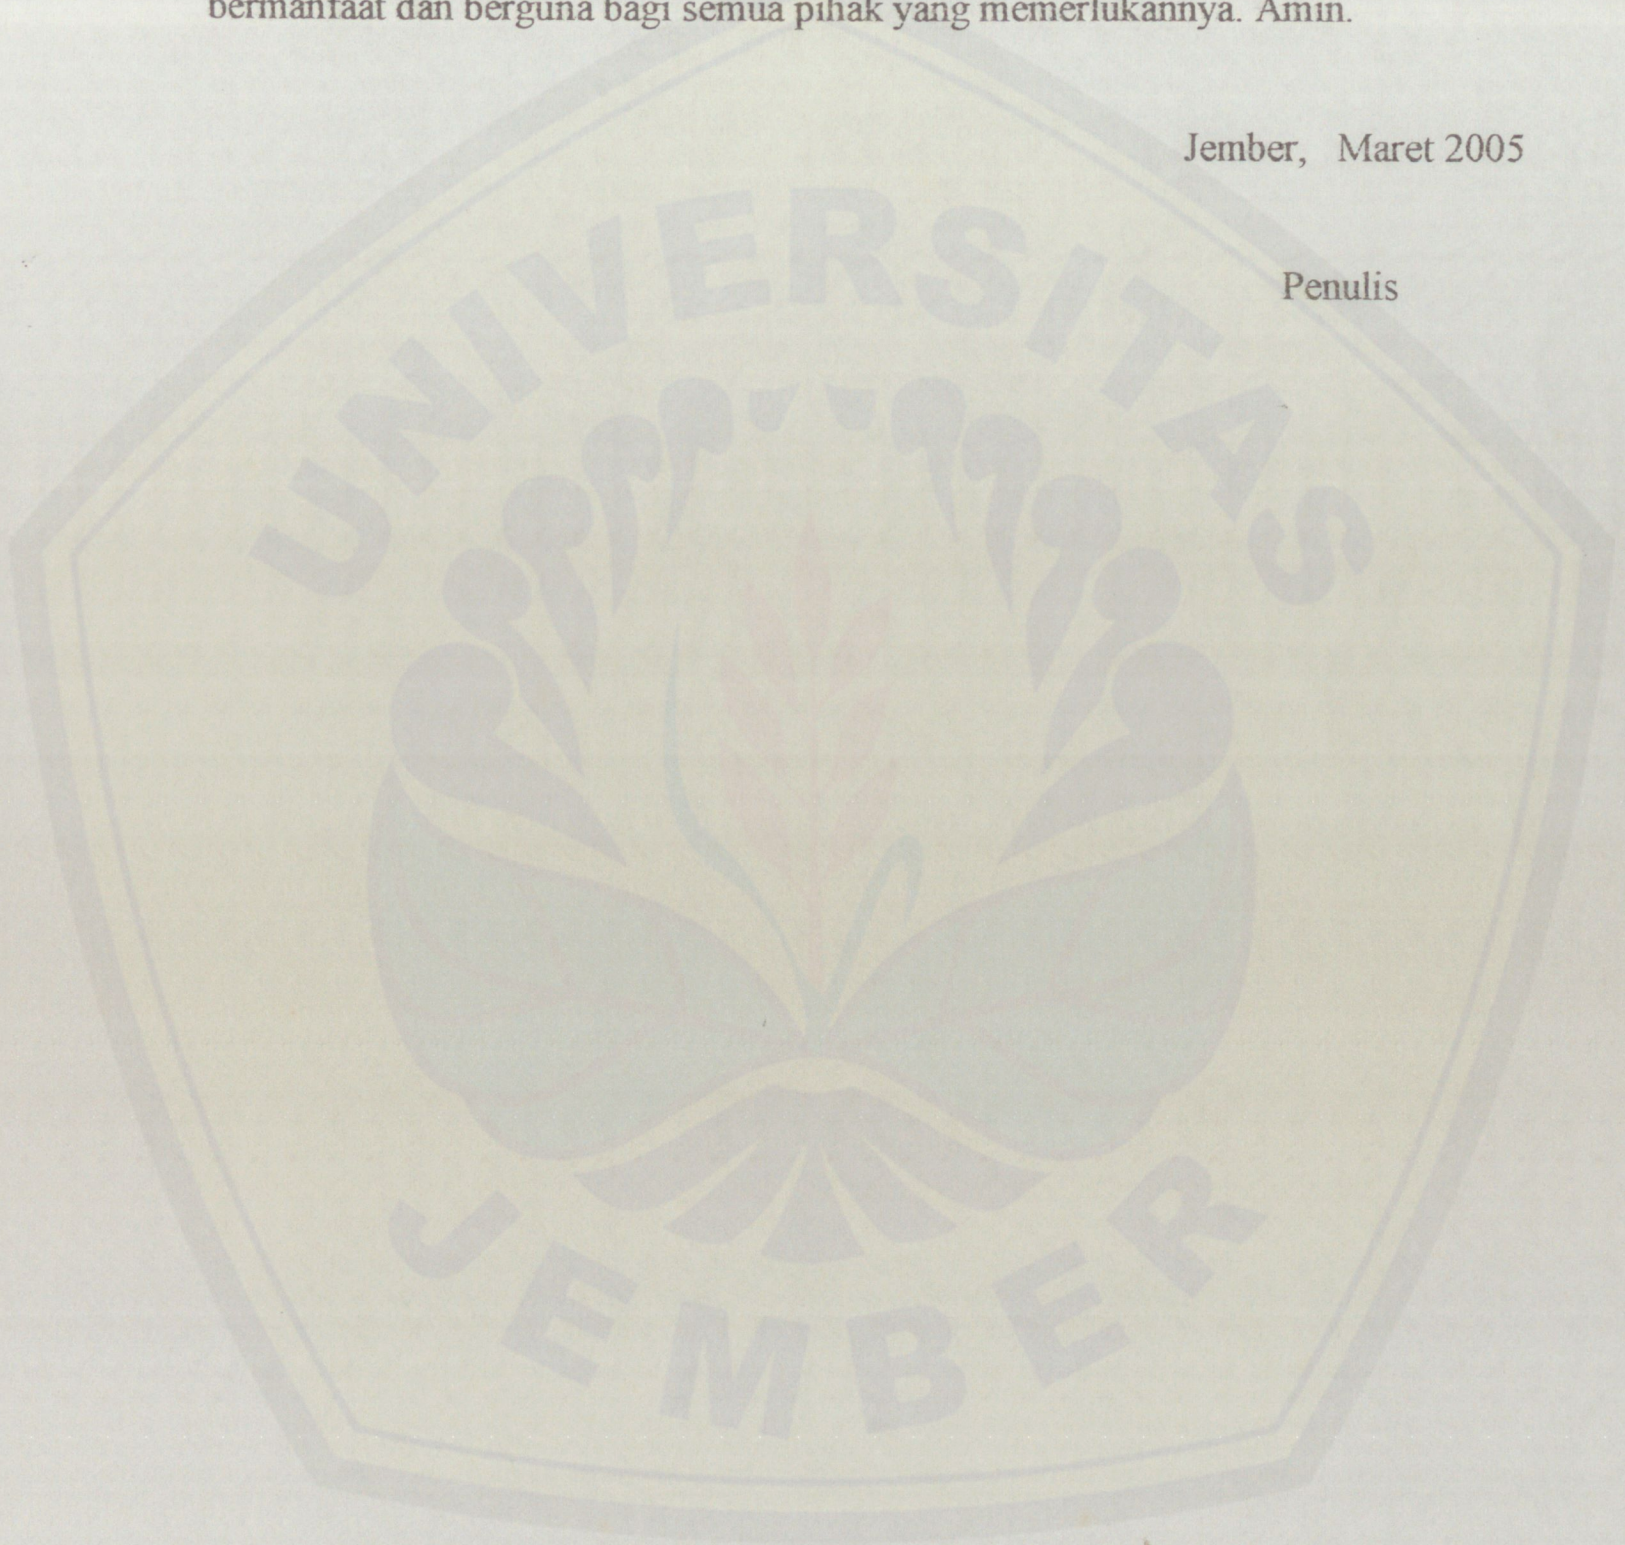 bermanfaat dan berguna bagi semua pihak yang memerlukannya. Amin.
Jember, Maret 2005
Penulis
UNIVERSITAS
JEMBER